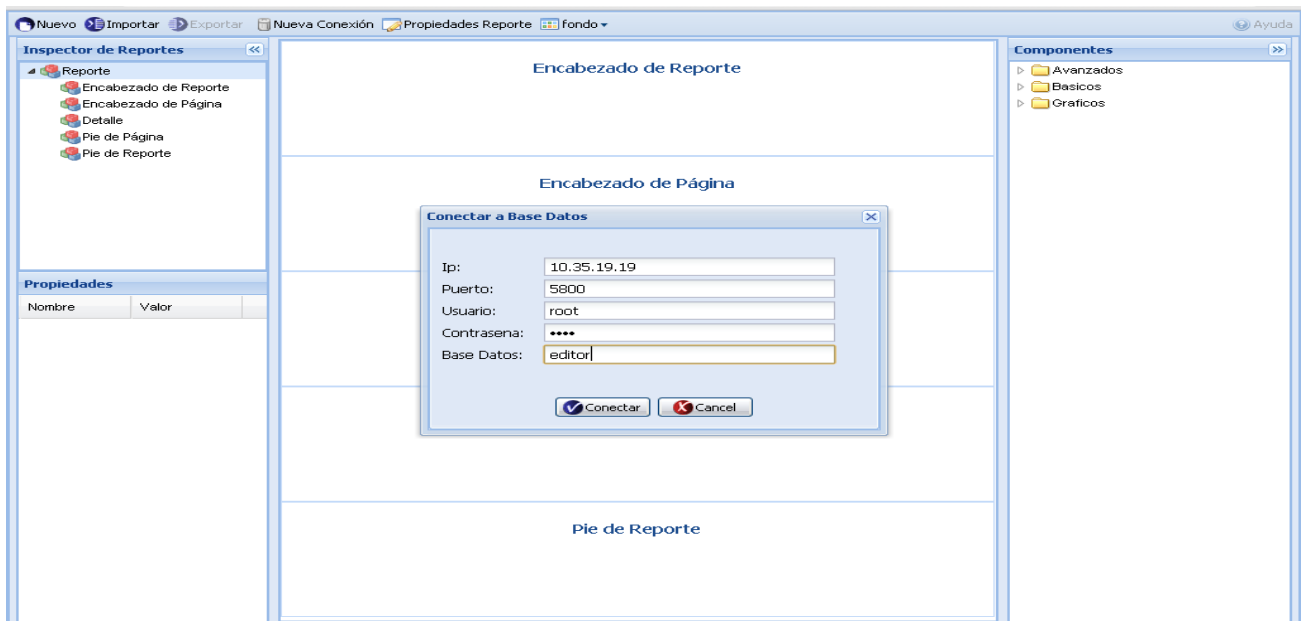 Nuevo Importar Exportar Nueva Conexión Propiedades Reporte fondo Ayuda
Inspector de Reportes
Reporte
Encabezado de Reporte
Encabezado de Página
Detalle
Pie de Página
Pie de Reporte
Propiedades
Nombre Valor
Encabezado de Reporte
Encabezado de Página
Conectar a Base Datos
Ip: 10.35.19.19
Puerto: 5800
Usuario: root
Contrasena: ••••
Base Datos: editor
Conectar Cancel
Pie de Reporte
Componentes
Avanzados
Basicos
Graficos